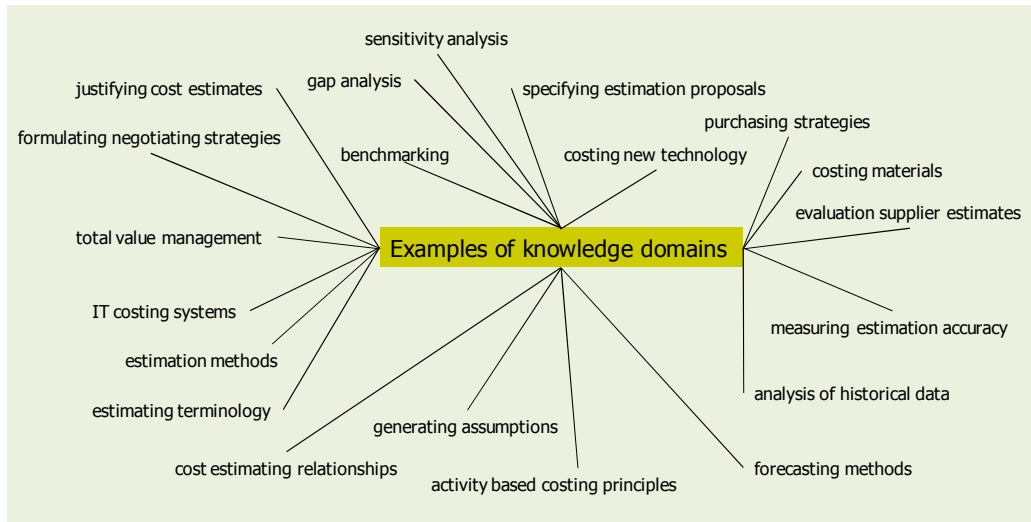 sensitivity analysis
gap analysis
justifying cost estimates
specifying estimation proposals
purchasing strategies
formulating negotiating strategies
benchmarking
costing new technology
costing materials
evaluation supplier estimates
total value management
Examples of knowledge domains
IT costing systems
measuring estimation accuracy
estimation methods
analysis of historical data
estimating terminology
generating assumptions
cost estimating relationships
forecasting methods
activity based costing principles